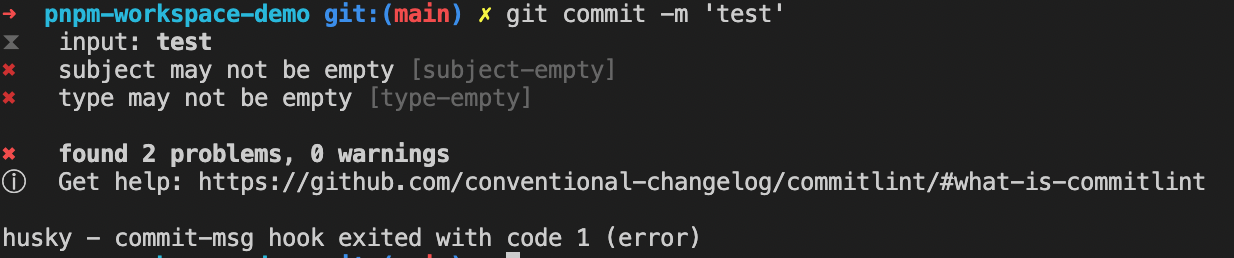 ➜ pnpm-workspace-demo git:(main) ✗ git commit -m 'test'
⧗ input: test
✖ subject may not be empty [subject-empty]
✖ type may not be empty [type-empty]
✖ found 2 problems, 0 warnings
ⓘ Get help: https://github.com/conventional-changelog/commitlint/#what-is-commitlint
husky - commit-msg hook exited with code 1 (error)